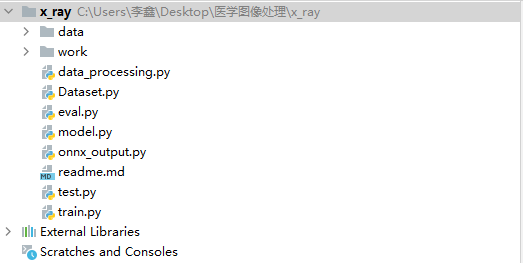 x_ray C:\Users\李鑫\Desktop\医学图像处理\x_ray
data
work
data_processing.py
Dataset.py
eval.py
model.py
onnx_output.py
MD readme.md
test.py
train.py
External Libraries
Scratches and Consoles